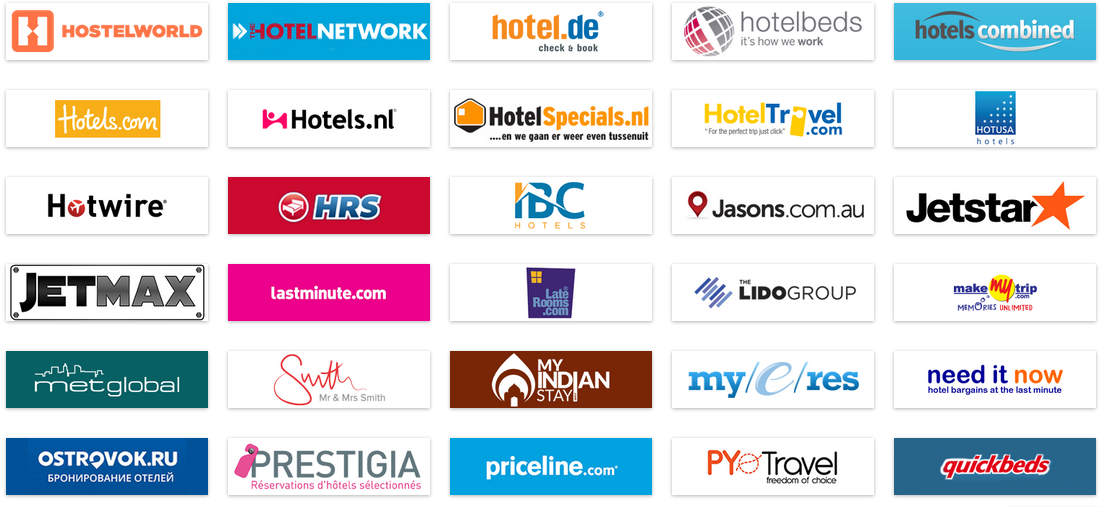 HOSTELWORLD
THE HOTELNETWORK
hotel.de®
check & book
hotelbeds
it's how we work
hotelscombined
Hotels.com
Hotels.nl®
HotelSpecials.nl
....en we gaan er weer even tussenuit
HotelTravel
.com
"For the perfect trip just click"
HOTUSA
hotels
Hotwire®
HRS
IBC
HOTELS
Jasons.com.au
Jetstar
JETMAX
lastminute.com
Late
Rooms
.com
THE
LIDOGROUP
make my trip
.com
MEMORIES UNLIMITED
metglobal
Smith
Mr & Mrs Smith
MY
INDIAN
STAY
my/e/res
need it now
hotel bargains at the last minute
OSTROVOK.RU
БРОНИРОВАНИЕ ОТЕЛЕЙ
PRESTIGIA
Réservations d'hôtels sélectionnés
priceline.com®
PYOTravel
freedom of choice
quickbeds